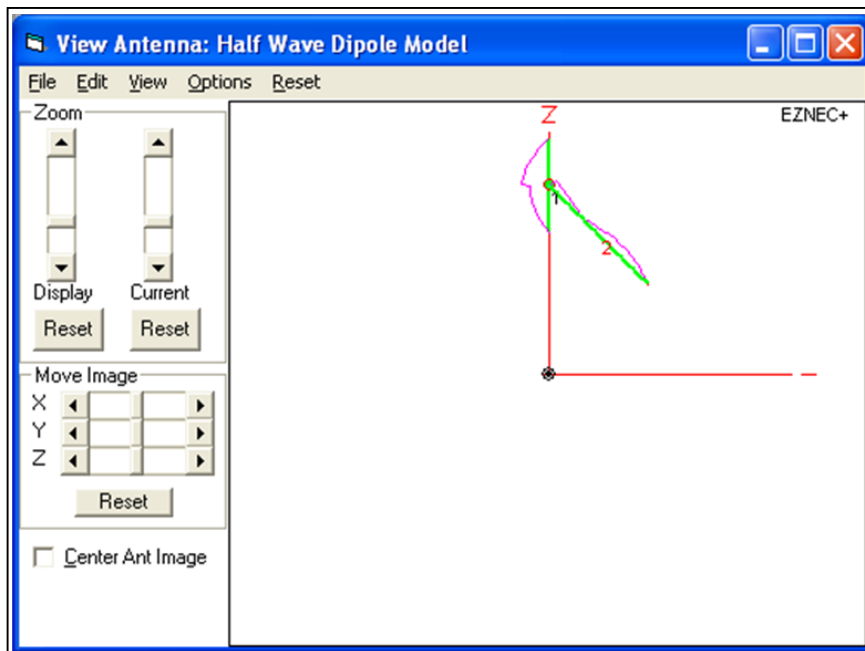 View Antenna: Half Wave Dipole Model
File Edit View Options Reset
Zoom
Display Current
Reset Reset
Move Image
X
Y
Z
Reset
Center Ant Image
EZNEC+
Z
1
2